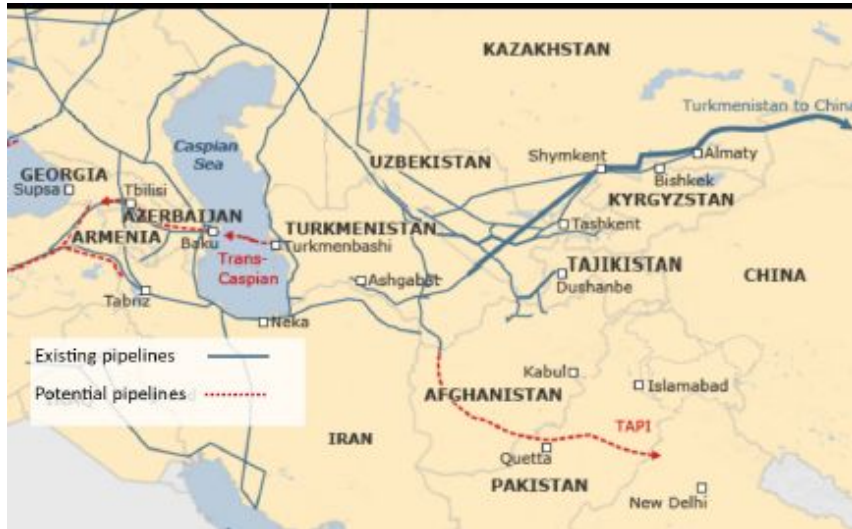 KAZAKHSTAN
Turkmenistan to China
Caspian
Sea
UZBEKISTAN
Shymkent
Almaty
GEORGIA
Supsa
Tbilisi
Bishkek
KYRGYZSTAN
AZERBAIJAN
ARMENIA
Baku
TURKMENISTAN
Turkmenbashi
Tashkent
Trans-
Caspian
TAJIKISTAN
Dushanbe
CHINA
Ashgabat
Tabriz
Neka
Existing pipelines
Potential pipelines
Kabul
Islamabad
AFGHANISTAN
TAPI
IRAN
Quetta
PAKISTAN
New Delhi